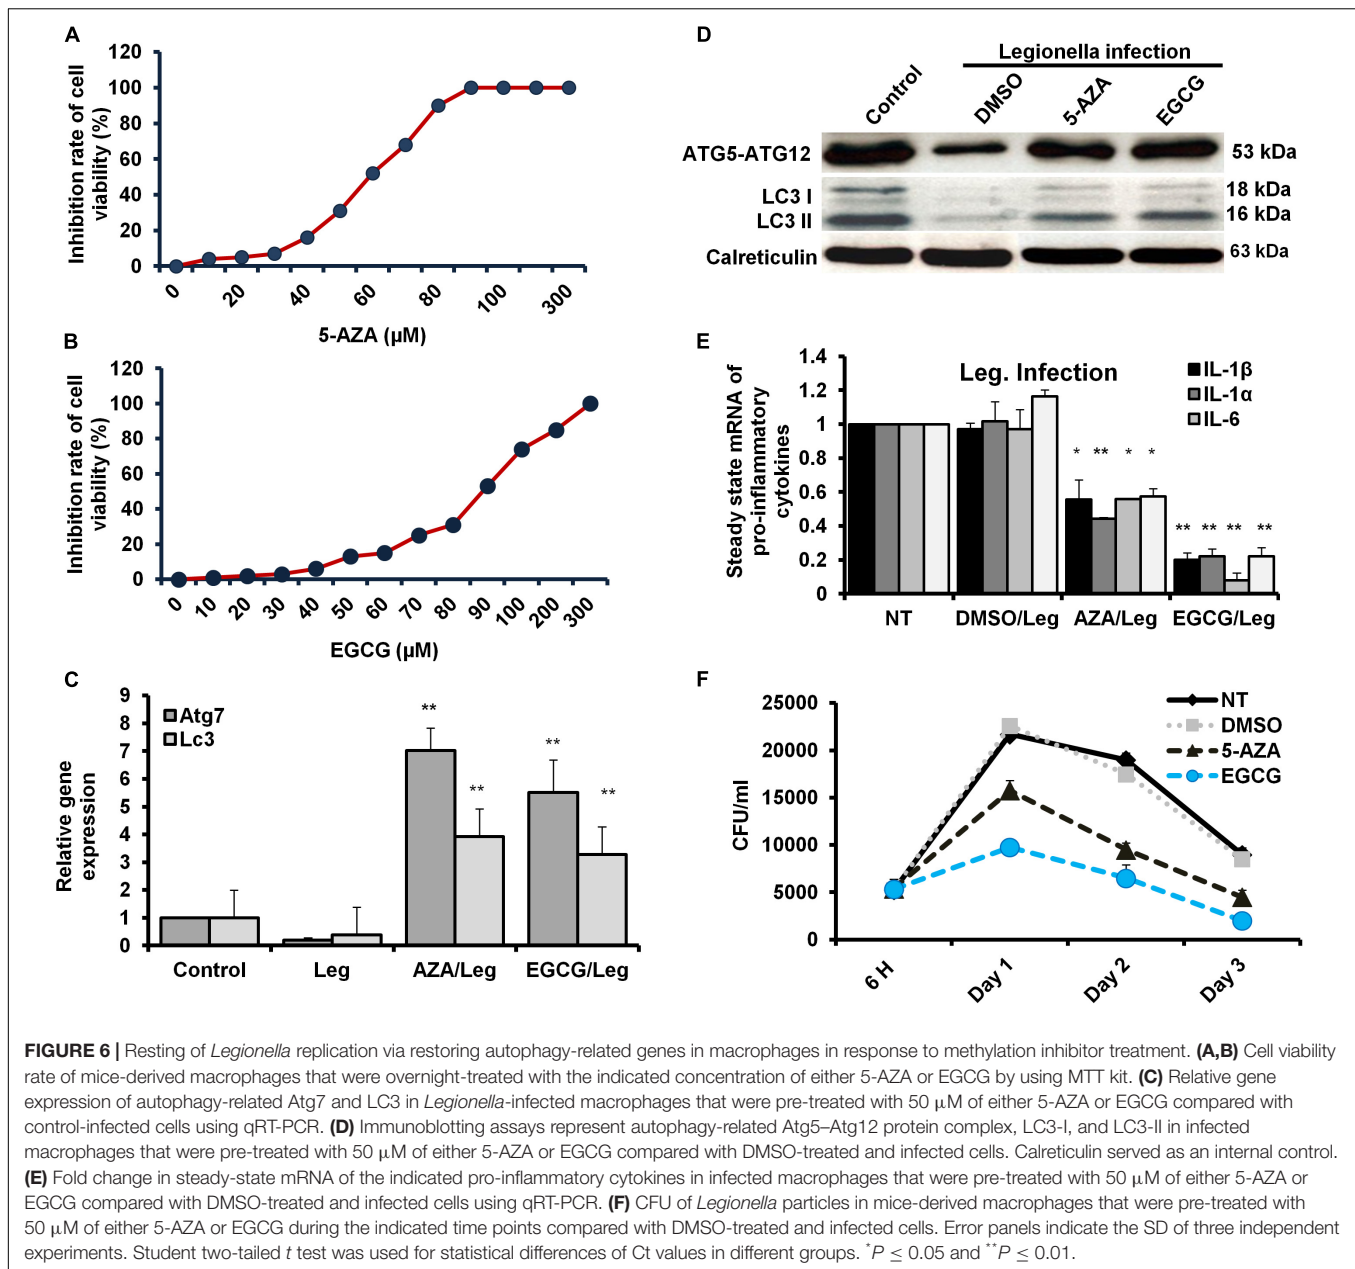 A
120
100
80
60
40
20
0
Inhibition rate of cell
viability (%)
0
20
40
60
80
100
300
5-AZA (µM)
B
120
100
80
60
40
20
0
Inhibition rate of cell
viability (%)
0
10
20
30
40
50
60
70
80
90
100
200
300
EGCG (µM)
C
9
8
7
6
5
4
3
2
1
0
Relative gene
expression
Atg7
Lc3
**
**
**
**
Control
Leg
AZA/Leg
EGCG/Leg
D
Legionella infection
Control
DMSO
5-AZA
EGCG
ATG5-ATG12
53 kDa
LC3 I
18 kDa
LC3 II
16 kDa
Calreticulin
63 kDa
E
1.4
1.2
1
0.8
0.6
0.4
0.2
0
Steady state mRNA of
pro-inflammatory
cytokines
Leg. Infection
IL-1β
IL-1α
IL-6
* ** * *
** ** ** **
NT
DMSO/Leg
AZA/Leg
EGCG/Leg
F
25000
20000
15000
10000
5000
0
CFU/ml
NT
DMSO
5-AZA
EGCG
6 H
Day 1
Day 2
Day 3
FIGURE 6 | Resting of Legionella replication via restoring autophagy-related genes in macrophages in response to methylation inhibitor treatment. (A,B) Cell viability
rate of mice-derived macrophages that were overnight-treated with the indicated concentration of either 5-AZA or EGCG by using MTT kit. (C) Relative gene
expression of autophagy-related Atg7 and LC3 in Legionella-infected macrophages that were pre-treated with 50 µM of either 5-AZA or EGCG compared with
control-infected cells using qRT-PCR. (D) Immunoblotting assays represent autophagy-related Atg5–Atg12 protein complex, LC3-I, and LC3-II in infected
macrophages that were pre-treated with 50 µM of either 5-AZA or EGCG compared with DMSO-treated and infected cells. Calreticulin served as an internal control.
(E) Fold change in steady-state mRNA of the indicated pro-inflammatory cytokines in infected macrophages that were pre-treated with 50 µM of either 5-AZA or
EGCG compared with DMSO-treated and infected cells using qRT-PCR. (F) CFU of Legionella particles in mice-derived macrophages that were pre-treated with
50 µM of either 5-AZA or EGCG during the indicated time points compared with DMSO-treated and infected cells. Error panels indicate the SD of three independent
experiments. Student two-tailed t test was used for statistical differences of Ct values in different groups. *P ≤ 0.05 and **P ≤ 0.01.